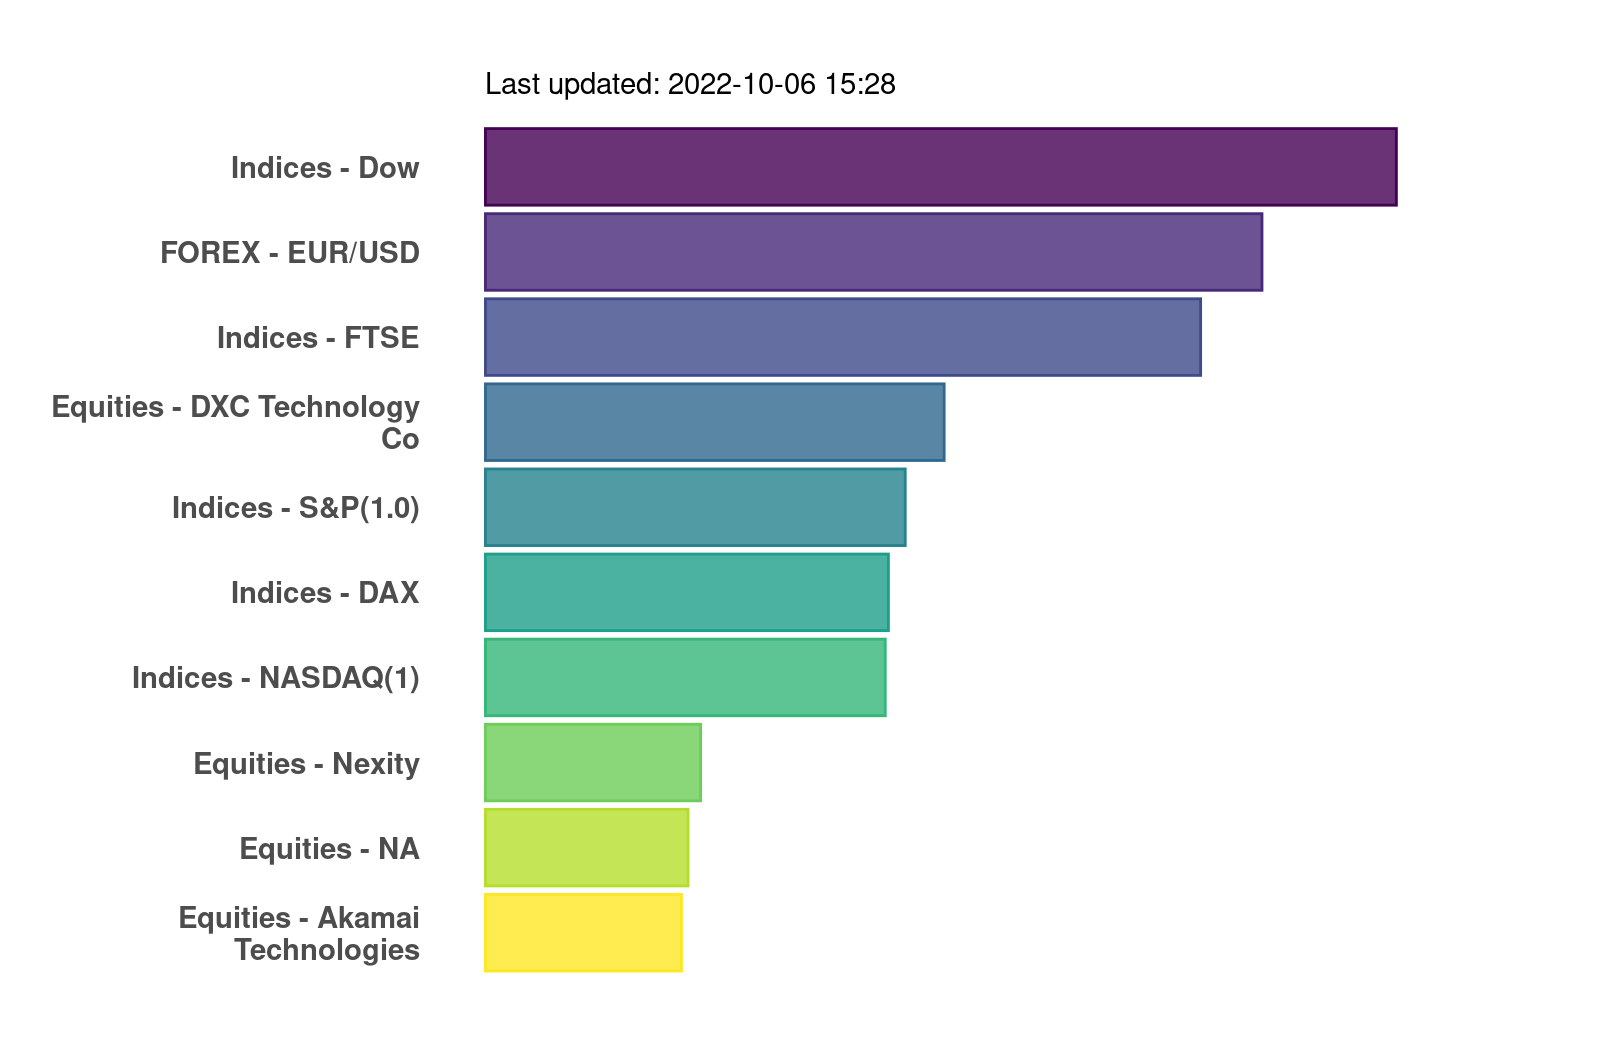 Last updated: 2022-10-06 15:28
Indices - Dow
FOREX - EUR/USD
Indices - FTSE
Equities - DXC Technology
Co
Indices - S&P(1.0)
Indices - DAX
Indices - NASDAQ(1)
Equities - Nexity
Equities - NA
Equities - Akamai
Technologies